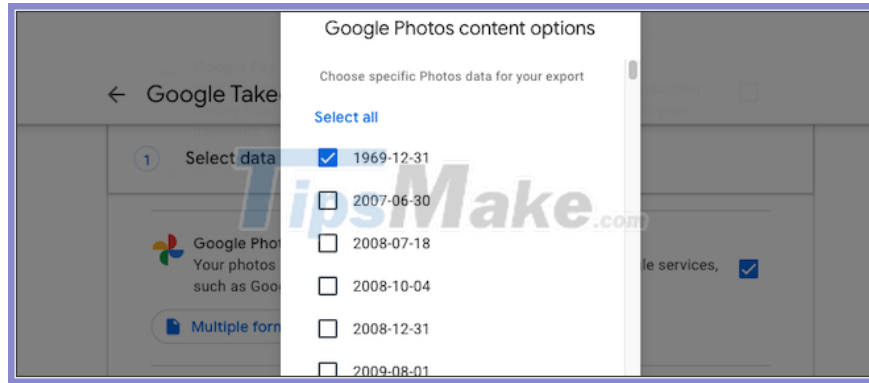 Google Photos content options
Choose specific Photos data for your export
← Google Take
Select all
1 Select data
1969-12-31
TipsMake.com
2007-06-30
2008-07-18
Google Phot
Your photos
le services,
such as Goo
2008-10-04
Multiple form
2008-12-31
2009-08-01